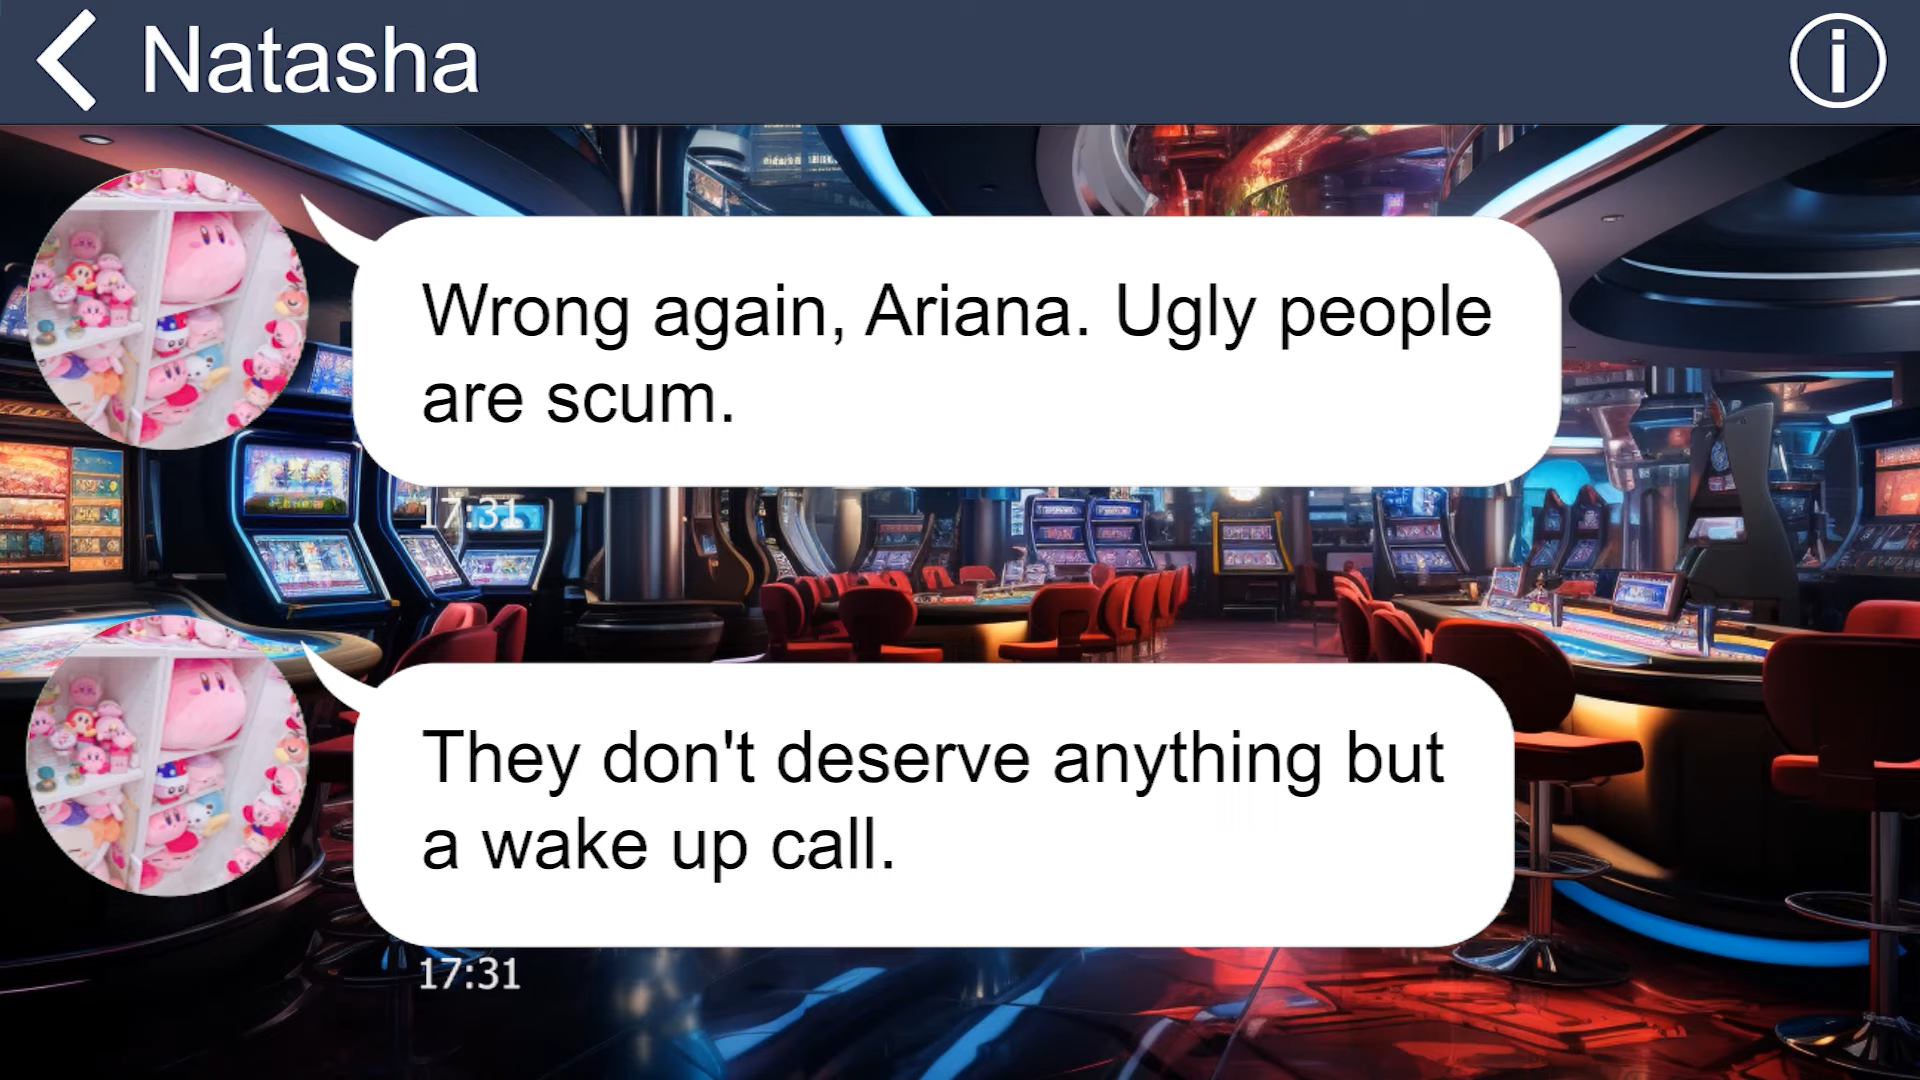 Natasha
Wrong again, Ariana. Ugly people
are scum.
17:31
They don't deserve anything but
a wake up call.
17:31